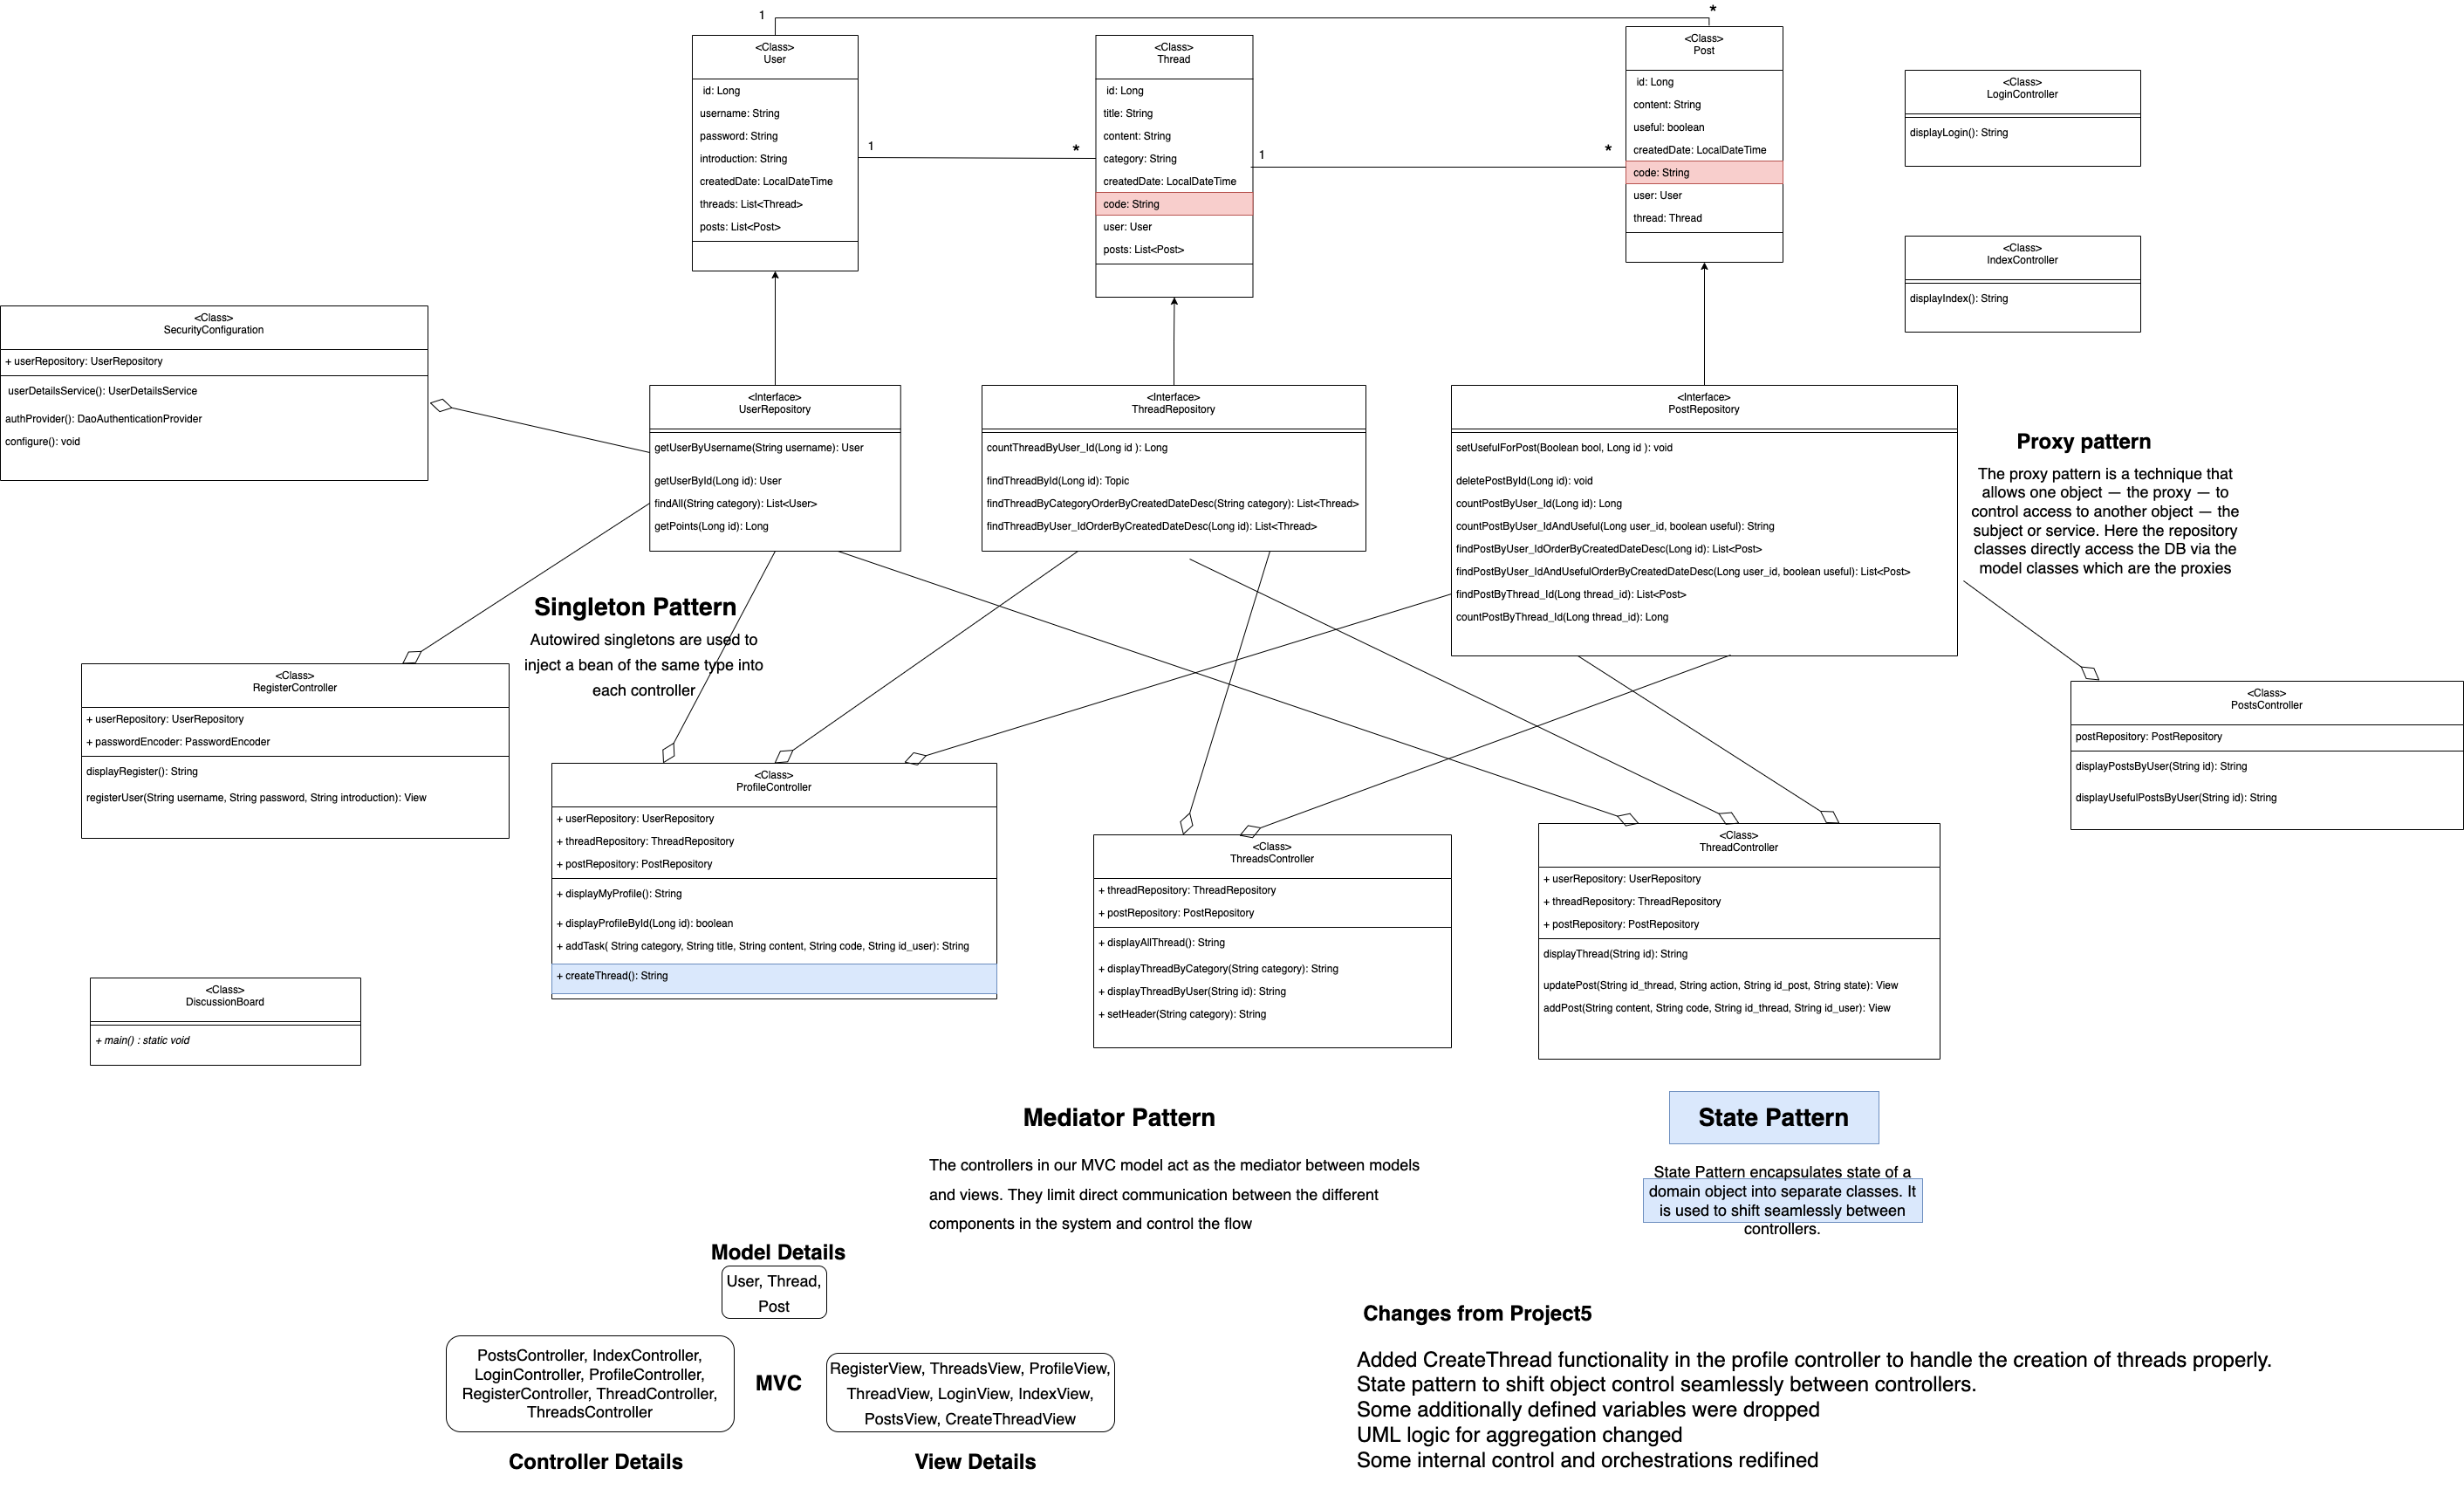 1
*
<Class>
User
id: Long
username: String
password: String
introduction: String
createdDate: LocalDateTime
threads: List<Thread>
posts: List<Post>
1
*
<Class>
Thread
id: Long
title: String
content: String
category: String
createdDate: LocalDateTime
code: String
user: User
posts: List<Post>
1
*
<Class>
Post
id: Long
content: String
useful: boolean
createdDate: LocalDateTime
code: String
user: User
thread: Thread
<Class>
LoginController
displayLogin(): String
<Class>
IndexController
displayIndex(): String
<Class>
SecurityConfiguration
+ userRepository: UserRepository
userDetailsService(): UserDetailsService
authProvider(): DaoAuthenticationProvider
configure(): void
<Interface>
UserRepository
getUserByUsername(String username): User
getUserById(Long id): User
findAll(String category): List<User>
getPoints(Long id): Long
<Interface>
ThreadRepository
countThreadByUser_Id(Long id ): Long
findThreadById(Long id): Topic
findThreadByCategoryOrderByCreatedDateDesc(String category): List<Thread>
findThreadByUser_IdOrderByCreatedDateDesc(Long id): List<Thread>
<Interface>
PostRepository
setUsefulForPost(Boolean bool, Long id ): void
deletePostById(Long id): void
countPostByUser_Id(Long id): Long
countPostByUser_IdAndUseful(Long user_id, boolean useful): String
findPostByUser_IdOrderByCreatedDateDesc(Long id): List<Post>
findPostByUser_IdAndUsefulOrderByCreatedDateDesc(Long user_id, boolean useful): List<Post>
findPostByThread_Id(Long thread_id): List<Post>
countPostByThread_Id(Long thread_id): Long
Proxy pattern
The proxy pattern is a technique that
allows one object — the proxy — to
control access to another object — the
subject or service. Here the repository
classes directly access the DB via the
model classes which are the proxies
Singleton Pattern
Autowired singletons are used to
inject a bean of the same type into
each controller
<Class>
RegisterController
+ userRepository: UserRepository
+ passwordEncoder: PasswordEncoder
displayRegister(): String
registerUser(String username, String password, String introduction): View
<Class>
ProfileController
+ userRepository: UserRepository
+ threadRepository: ThreadRepository
+ postRepository: PostRepository
+ displayMyProfile(): String
+ displayProfileById(Long id): boolean
+ addTask( String category, String title, String content, String code, String id_user): String
+ createThread(): String
<Class>
ThreadsController
+ threadRepository: ThreadRepository
+ postRepository: PostRepository
+ displayAllThread(): String
+ displayThreadByCategory(String category): String
+ displayThreadByUser(String id): String
+ setHeader(String category): String
<Class>
ThreadController
+ userRepository: UserRepository
+ threadRepository: ThreadRepository
+ postRepository: PostRepository
displayThread(String id): String
updatePost(String id_thread, String action, String id_post, String state): View
addPost(String content, String code, String id_thread, String id_user): View
<Class>
PostsController
postRepository: PostRepository
displayPostsByUser(String id): String
displayUsefulPostsByUser(String id): String
<Class>
DiscussionBoard
+ main() : static void
Mediator Pattern
The controllers in our MVC model act as the mediator between models
and views. They limit direct communication between the different
components in the system and control the flow
State Pattern
State Pattern encapsulates state of a
domain object into separate classes. It
is used to shift seamlessly between
controllers.
Model Details
User, Thread,
Post
PostsController, IndexController,
LoginController, ProfileController,
RegisterController, ThreadController,
ThreadsController
MVC
RegisterView, ThreadsView, ProfileView,
ThreadView, LoginView, IndexView,
PostsView, CreateThreadView
Controller Details
View Details
Changes from Project5
Added CreateThread functionality in the profile controller to handle the creation of threads properly.
State pattern to shift object control seamlessly between controllers.
Some additionally defined variables were dropped
UML logic for aggregation changed
Some internal control and orchestrations redifined